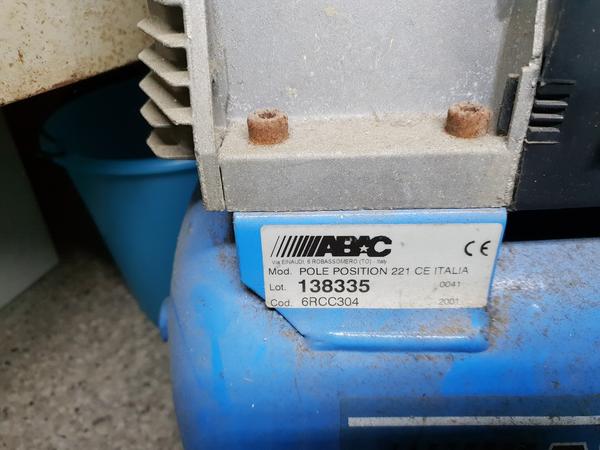 ABAC
Via EINAUDI, 6 ROBASSOMERO (TO) - Italy
CE
Mod. POLE POSITION 221 CE ITALIA
Lot. 138335 0041
Cod. 6RCC304 2001